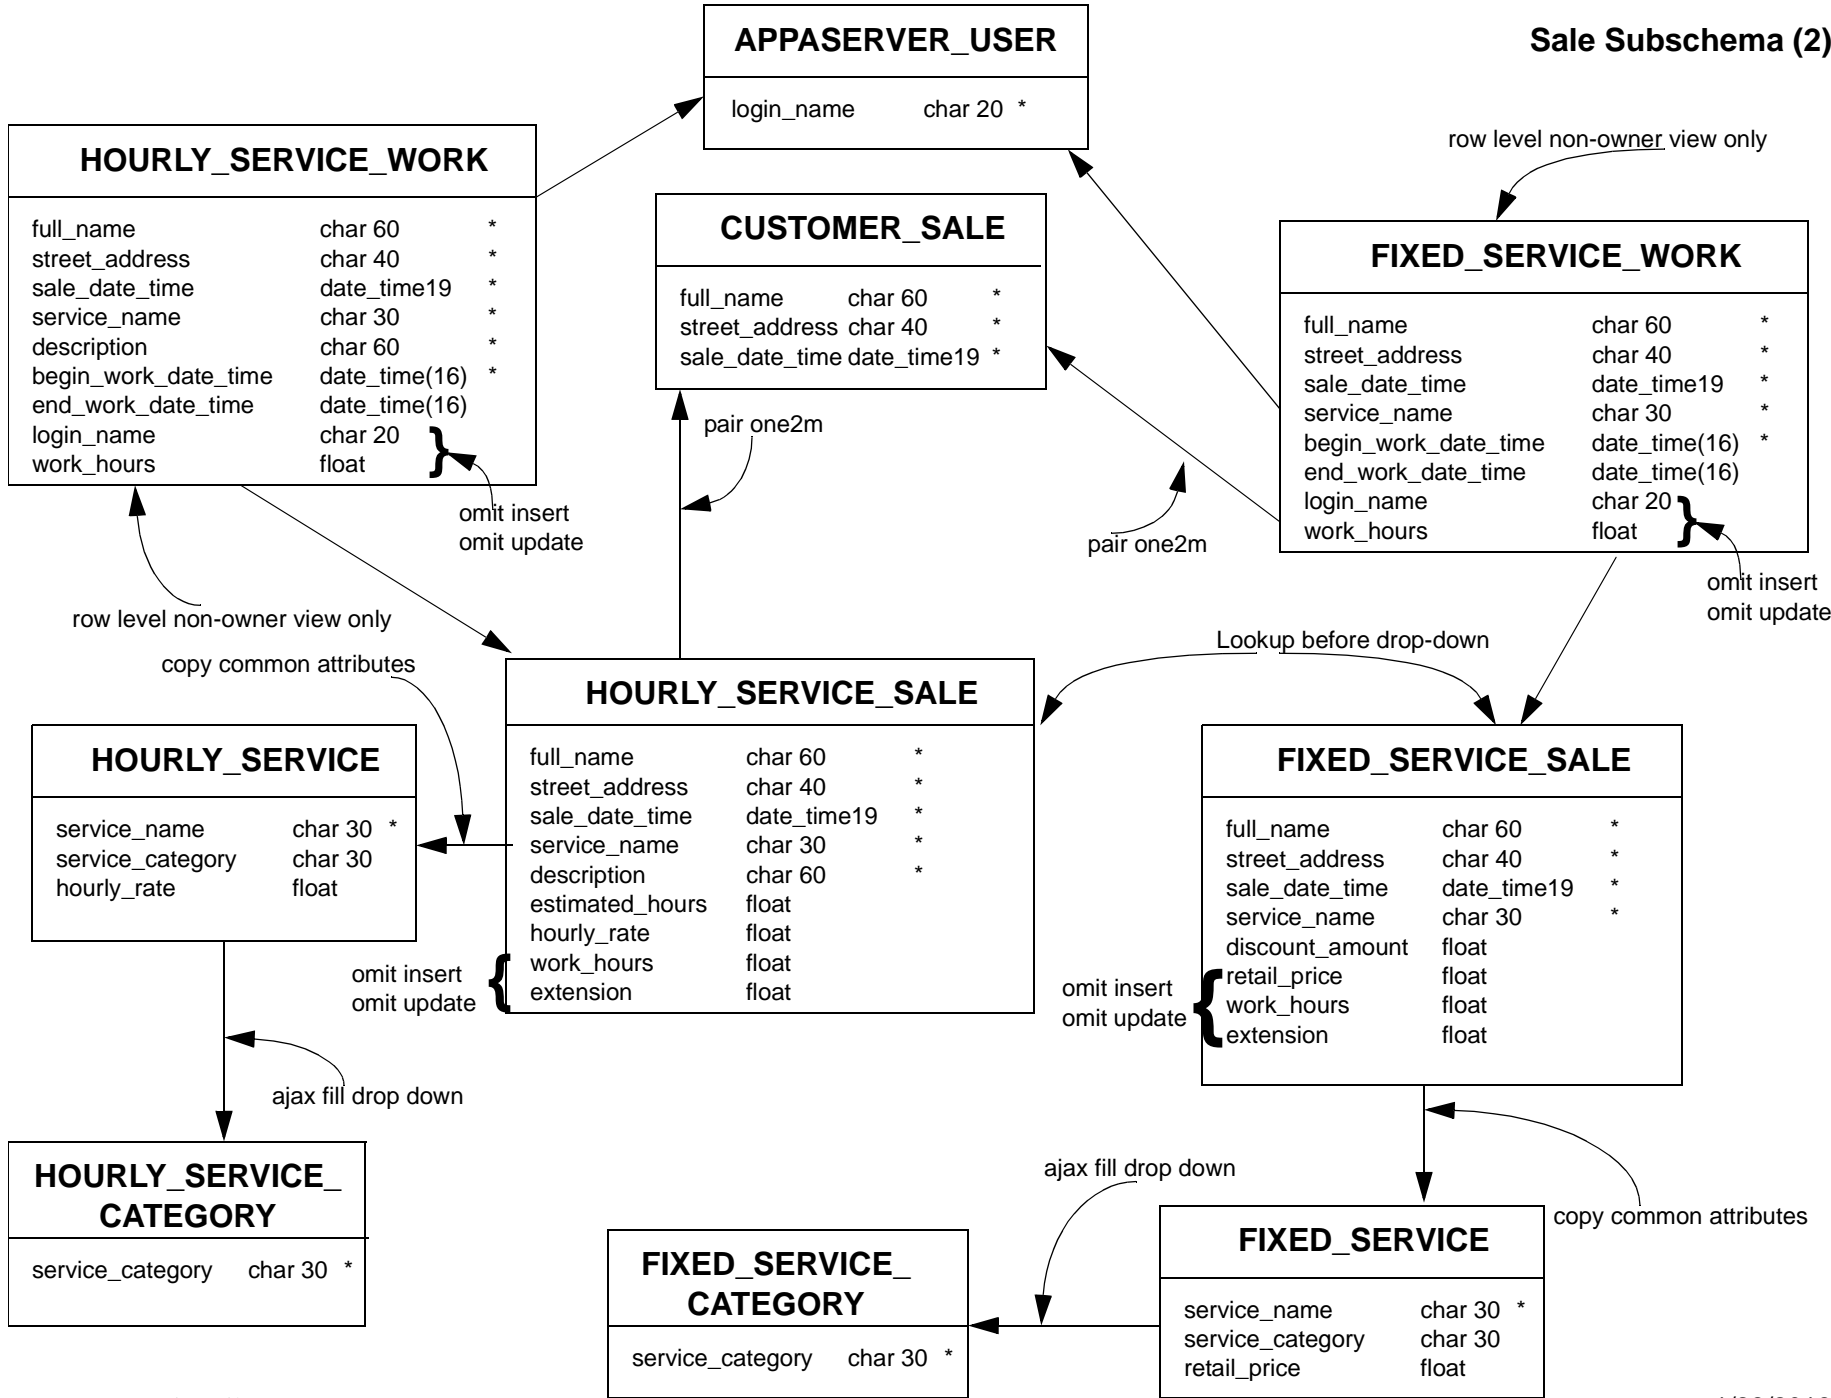 Sale Subschema (2)
APPASERVER_USER
login_name char 20 *
HOURLY_SERVICE_WORK
full_name char 60 *
street_address char 40 *
sale_date_time date_time19 *
service_name char 30 *
description char 60 *
begin_work_date_time date_time(16) *
end_work_date_time date_time(16)
login_name char 20
work_hours float
omit insert
omit update
row level non-owner view only
CUSTOMER_SALE
full_name char 60 *
street_address char 40 *
sale_date_time date_time19 *
pair one2m
row level non-owner view only
FIXED_SERVICE_WORK
full_name char 60 *
street_address char 40 *
sale_date_time date_time19 *
service_name char 30 *
begin_work_date_time date_time(16) *
end_work_date_time date_time(16)
login_name char 20
work_hours float
omit insert
omit update
pair one2m
Lookup before drop-down
copy common attributes
HOURLY_SERVICE_SALE
full_name char 60 *
street_address char 40 *
sale_date_time date_time19 *
service_name char 30 *
description char 60 *
estimated_hours float
hourly_rate float
work_hours float
extension float
omit insert
omit update
HOURLY_SERVICE
service_name char 30 *
service_category char 30
hourly_rate float
ajax fill drop down
HOURLY_SERVICE_
CATEGORY
service_category char 30 *
FIXED_SERVICE_SALE
full_name char 60 *
street_address char 40 *
sale_date_time date_time19 *
service_name char 30 *
discount_amount float
retail_price float
work_hours float
extension float
omit insert
omit update
copy common attributes
ajax fill drop down
FIXED_SERVICE_
CATEGORY
service_category char 30 *
FIXED_SERVICE
service_name char 30 *
service_category char 30
retail_price float